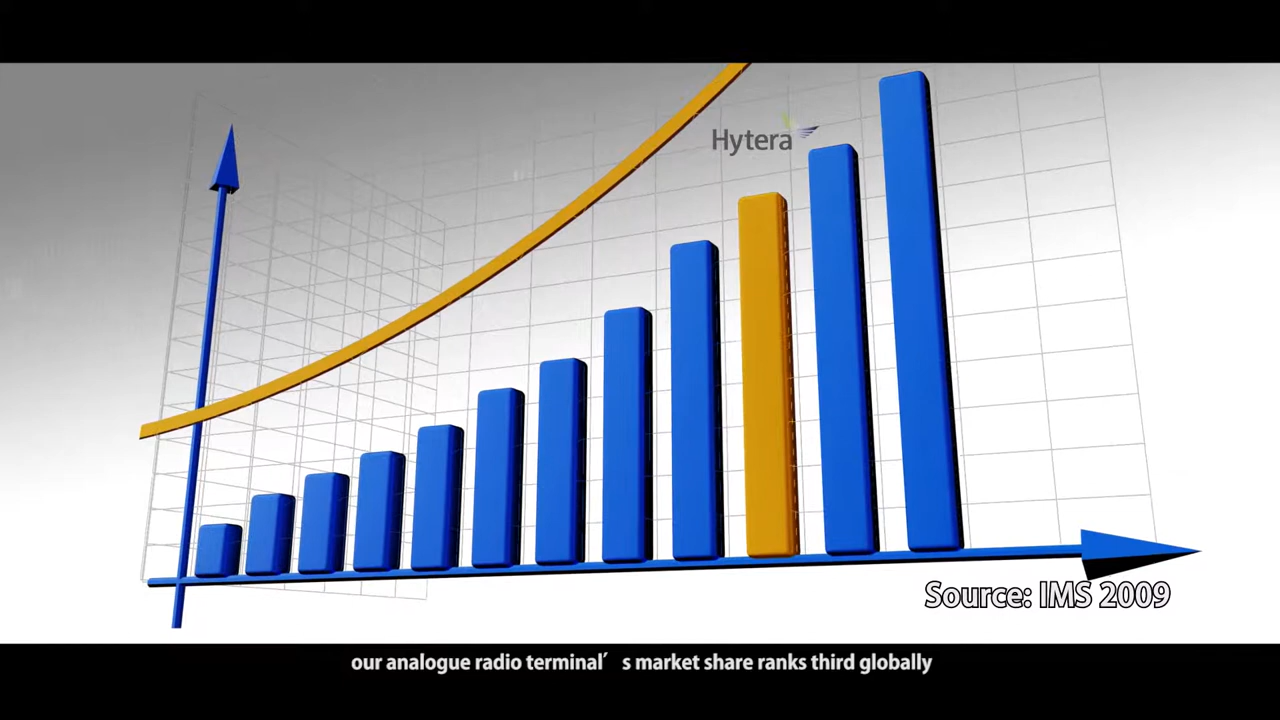 Hytera
Source: IMS 2009
our analogue radio terminal′ s market share ranks third globally